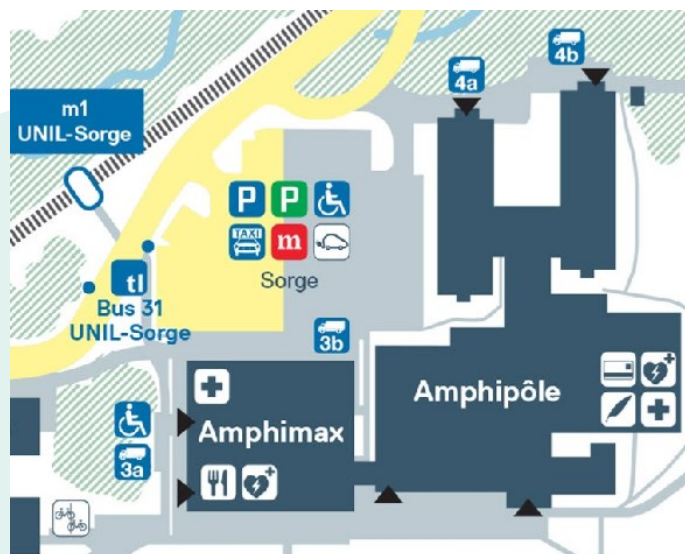 m1
UNIL-Sorge
4a
4b
P P
TAXI m
Sorge
tl
Bus 31
UNIL-Sorge
3b
Amphipôle
Amphimax
3a